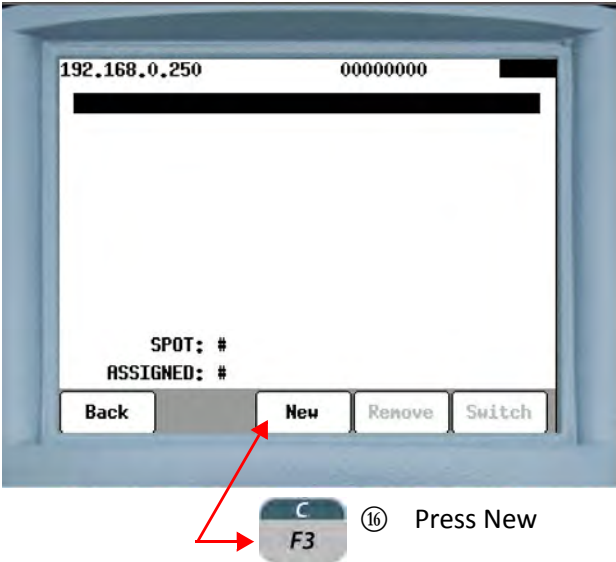 192.168.0.250 00000000
SPOT: #
ASSIGNED: #
Back New Remove Switch
C
F3
⑯ Press New